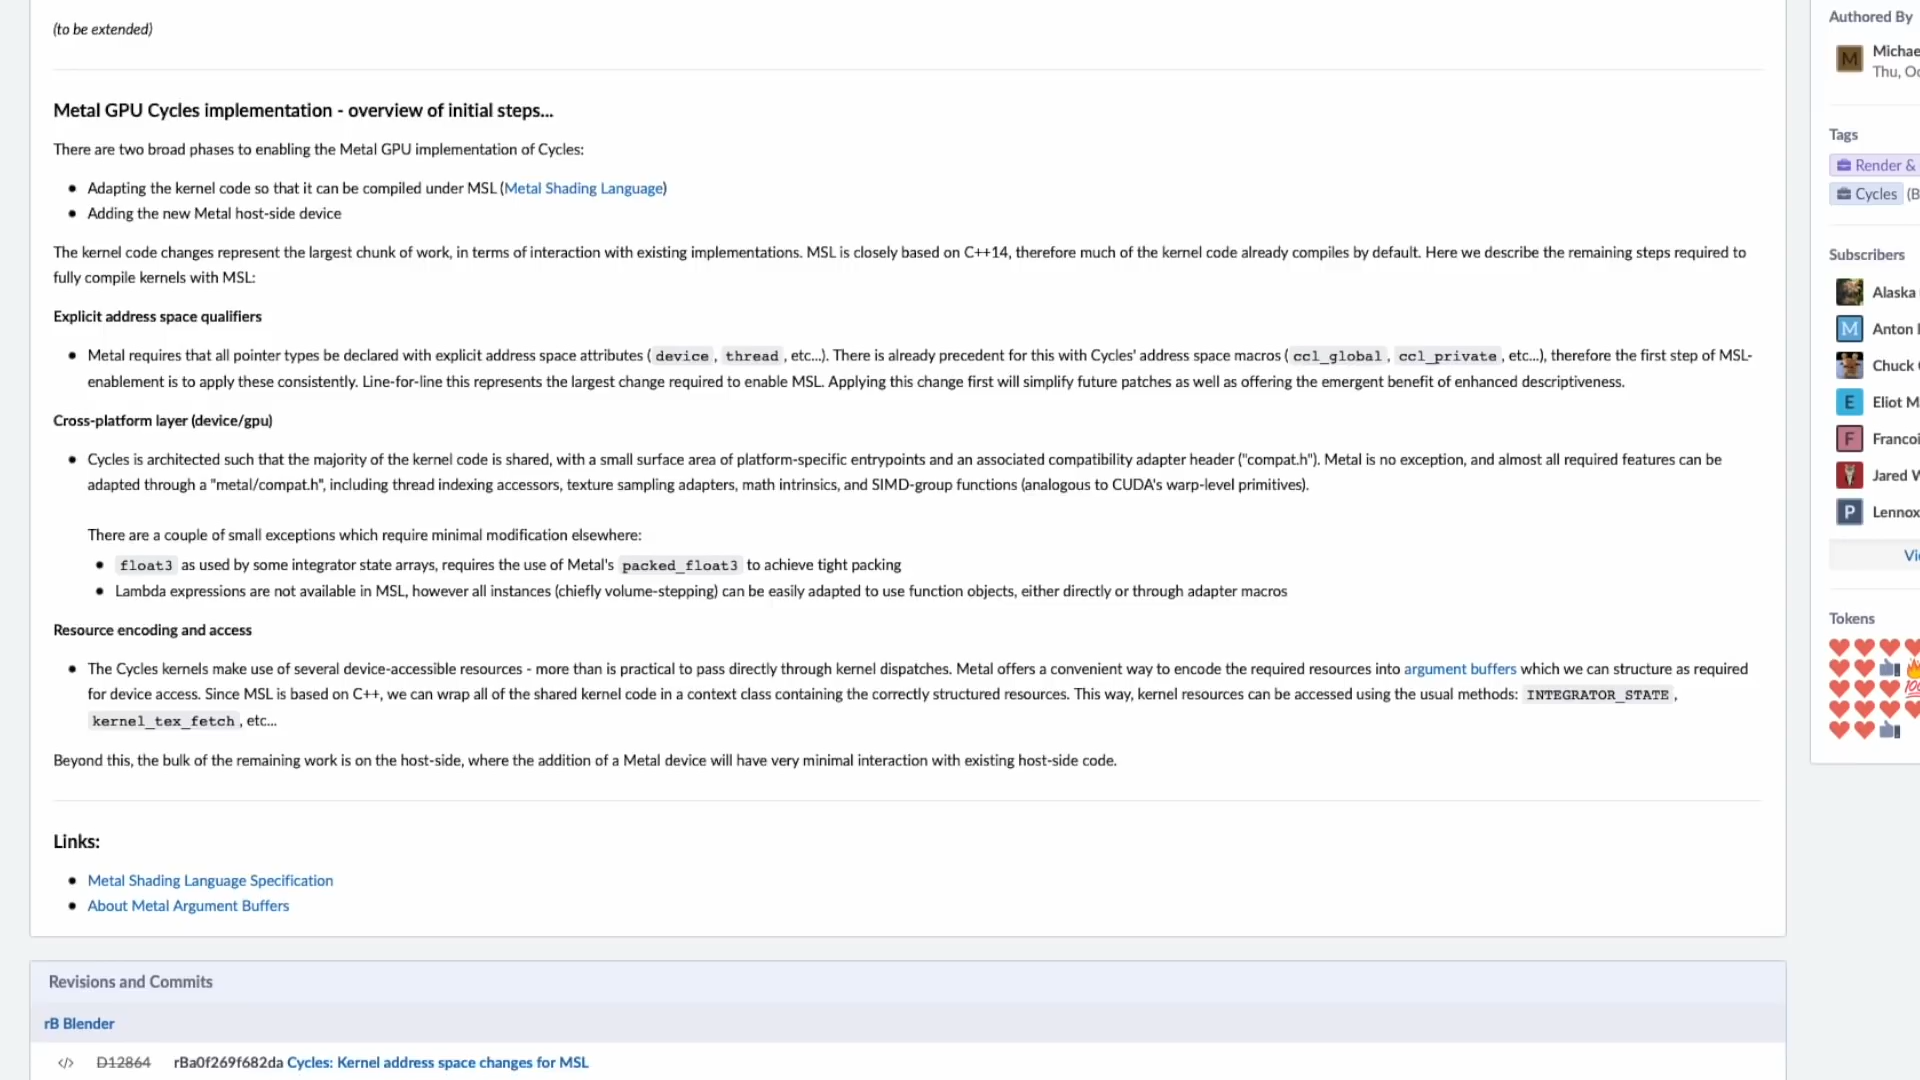 (to be extended)
Metal GPU Cycles implementation - overview of initial steps...
There are two broad phases to enabling the Metal GPU implementation of Cycles:
Adapting the kernel code so that it can be compiled under MSL (Metal Shading Language)
Adding the new Metal host-side device
The kernel code changes represent the largest chunk of work, in terms of interaction with existing implementations. MSL is closely based on C++14, therefore much of the kernel code already compiles by default. Here we describe the remaining steps required to
fully compile kernels with MSL:
Explicit address space qualifiers
Metal requires that all pointer types be declared with explicit address space attributes ( device , thread , etc...). There is already precedent for this with Cycles' address space macros ( ccl_global , ccl_private , etc...), therefore the first step of MSL-
enablement is to apply these consistently. Line-for-line this represents the largest change required to enable MSL. Applying this change first will simplify future patches as well as offering the emergent benefit of enhanced descriptiveness.
Cross-platform layer (device/gpu)
Cycles is architected such that the majority of the kernel code is shared, with a small surface area of platform-specific entrypoints and an associated compatibility adapter header ("compat.h"). Metal is no exception, and almost all required features can be
adapted through a "metal/compat.h", including thread indexing accessors, texture sampling adapters, math intrinsics, and SIMD-group functions (analogous to CUDA's warp-level primitives).
There are a couple of small exceptions which require minimal modification elsewhere:
float3 as used by some integrator state arrays, requires the use of Metal's packed_float3 to achieve tight packing
Lambda expressions are not available in MSL, however all instances (chiefly volume-stepping) can be easily adapted to use function objects, either directly or through adapter macros
Resource encoding and access
The Cycles kernels make use of several device-accessible resources - more than is practical to pass directly through kernel dispatches. Metal offers a convenient way to encode the required resources into argument buffers which we can structure as required
for device access. Since MSL is based on C++, we can wrap all of the shared kernel code in a context class containing the correctly structured resources. This way, kernel resources can be accessed using the usual methods: INTEGRATOR_STATE ,
kernel_tex_fetch , etc...
Beyond this, the bulk of the remaining work is on the host-side, where the addition of a Metal device will have very minimal interaction with existing host-side code.
Links:
Metal Shading Language Specification
About Metal Argument Buffers
Revisions and Commits
rB Blender
</> D12864 rBa0f269f682da Cycles: Kernel address space changes for MSL
Authored By
M Michae
Thu, Oc
Tags
Render &
Cycles (B
Subscribers
Alaska
M Anton
Chuck
E Eliot M
F Francoi
Jared W
P Lennox
Vi
Tokens